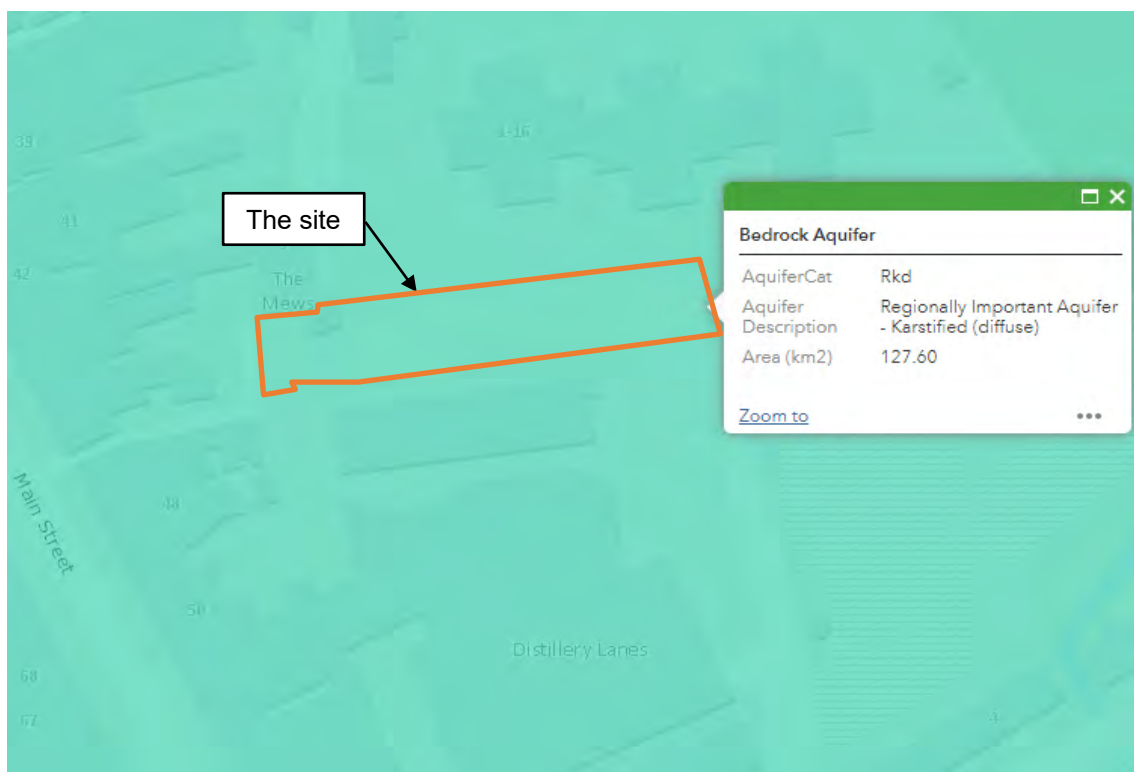 39
1-16
The site
41
42
The
Mews
Bedrock Aquifer
AquiferCat Rkd
Aquifer Regionally Important Aquifer
Description - Karstified (diffuse)
Area (km2) 127.60
Zoom to
Main Street
48
50
Distillery Lanes
68
67
4